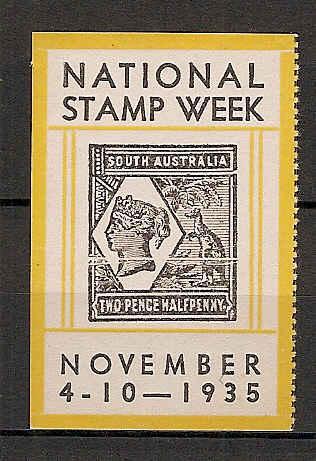 NATIONAL
STAMP WEEK
SOUTH AUSTRALIA
TWO PENCE HALFPENNY
NOVEMBER
4-10—1935